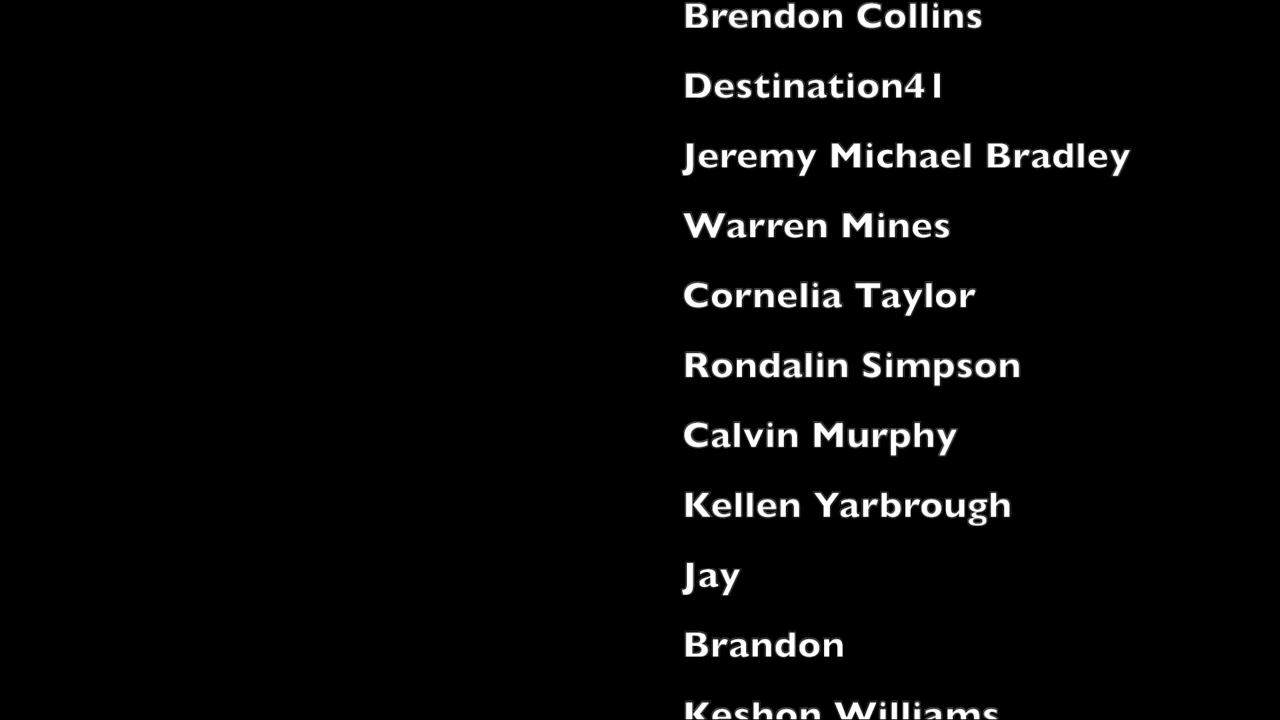 Brendon Collins
Destination41
Jeremy Michael Bradley
Warren Mines
Cornelia Taylor
Rondalin Simpson
Calvin Murphy
Kellen Yarbrough
Jay
Brandon
Keshon Williams